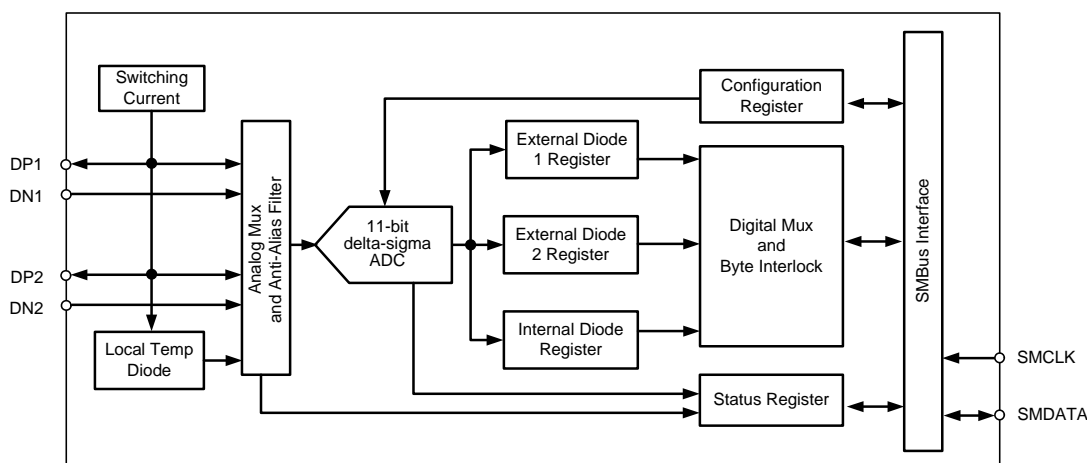 Switching
Current
Configuration
Register
DP1
DN1
DP2
DN2
Analog Mux
and Anti-Alias Filter
11-bit
delta-sigma
ADC
External Diode
1 Register
External Diode
2 Register
Internal Diode
Register
Digital Mux
and
Byte Interlock
SMBus Interface
Local Temp
Diode
Status Register
SMCLK
SMDATA